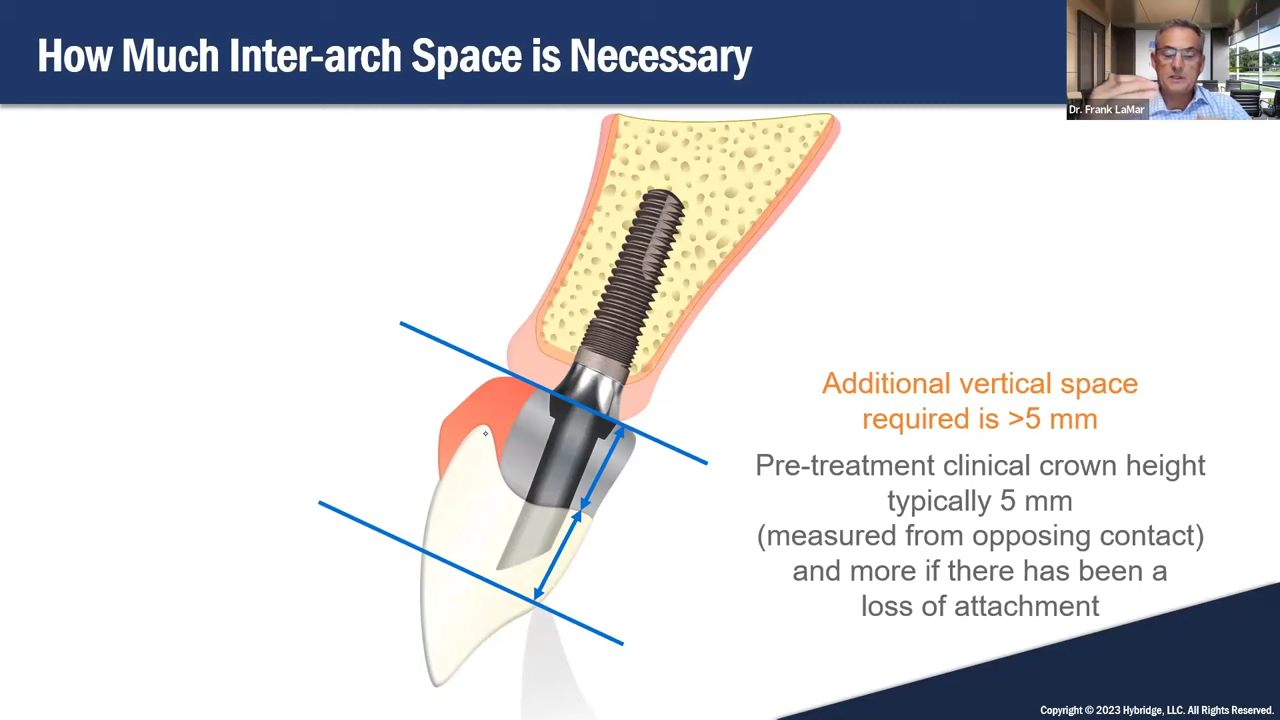 How Much Inter-arch Space is Necessary
Dr. Frank LaMar
Additional vertical space
required is >5 mm
Pre-treatment clinical crown height
typically 5 mm
(measured from opposing contact)
and more if there has been a
loss of attachment
Copyright © 2023 Hybridge, LLC. All Rights Reserved.